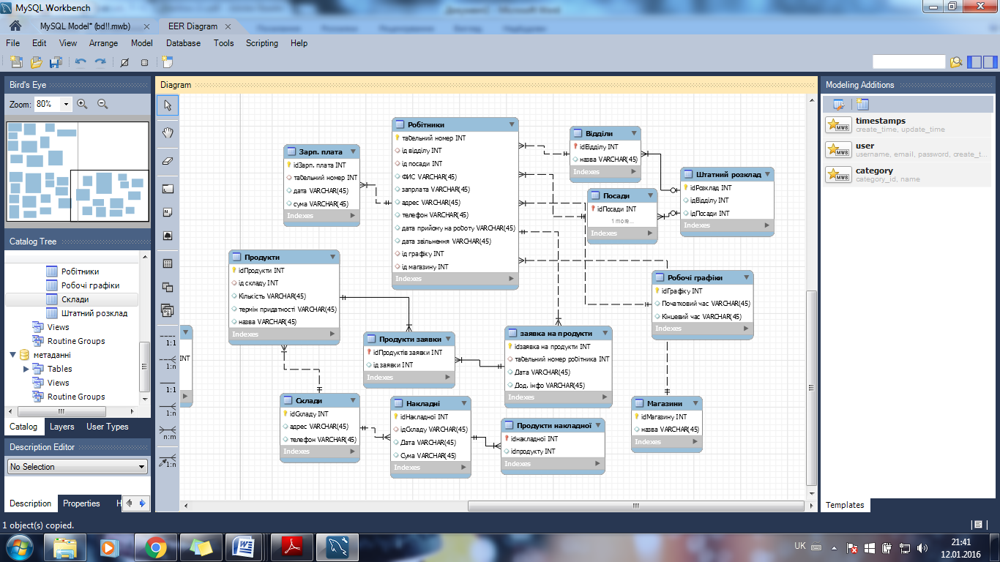 MySQL Workbench
MySQL Model* (bd!!.mwb)
EER Diagram
File Edit View Arrange Model Database Tools Scripting Help
Bird's Eye
Zoom: 80%
Catalog Tree
Робітники
Робочі графіки
Склади
Штатний розклад
Views
Routine Groups
метаданні
Tables
Views
Routine Groups
Catalog Layers User Types
Description Editor
No Selection
Description Properties H
Diagram
1:1
1:n
1:1
1:n
n:m
1:n
Робітники
табельний номер INT
ід відділу INT
ід посади INT
ФИС VARCHAR(45)
запрлата VARCHAR(45)
адрес VARCHAR(45)
телефон VARCHAR(45)
дата прийому на роботу VARCHAR(45)
дата звільнення VARCHAR(45)
ід графіку INT
ід магазину INT
Indexes
Зарп. плата
idЗарп. плата INT
табельний номер INT
дата VARCHAR(45)
сума VARCHAR(45)
Indexes
Відділи
idВідділу INT
назва VARCHAR(45)
Indexes
Штатний розклад
idРозклад INT
ідВідділу INT
ідПосади INT
Indexes
Посади
idПосади INT
1 more...
Indexes
Продукти
idПродукти INT
ід складу INT
Кількість VARCHAR(45)
термін придатності VARCHAR(45)
назва VARCHAR(45)
Indexes
Робочі графіки
idГрафіку INT
Початковий час VARCHAR(45)
Кінцевий час VARCHAR(45)
Indexes
INT
Продукти заявки
idПродуктів заявки INT
ід заявки INT
Indexes
заявка на продукти
idзаявка на продукти INT
табельний номер робітника INT
Дата VARCHAR(45)
Дод. інфо VARCHAR(45)
Indexes
Склади
idСкладу INT
адрес VARCHAR(45)
телефон VARCHAR(45)
Indexes
Накладні
idНакладної INT
ідСкладу VARCHAR(45)
Дата VARCHAR(45)
Сума VARCHAR(45)
Indexes
Продукти накладної
idнакладної INT
idпродукту INT
Indexes
Магазини
idМагазину INT
назва VARCHAR(45)
Indexes
Modeling Additions
timestamps
create_time, update_time
user
username, email, password, create_t...
category
category_id, name
Templates
1 object(s) copied.
UK
21:41
12.01.2016